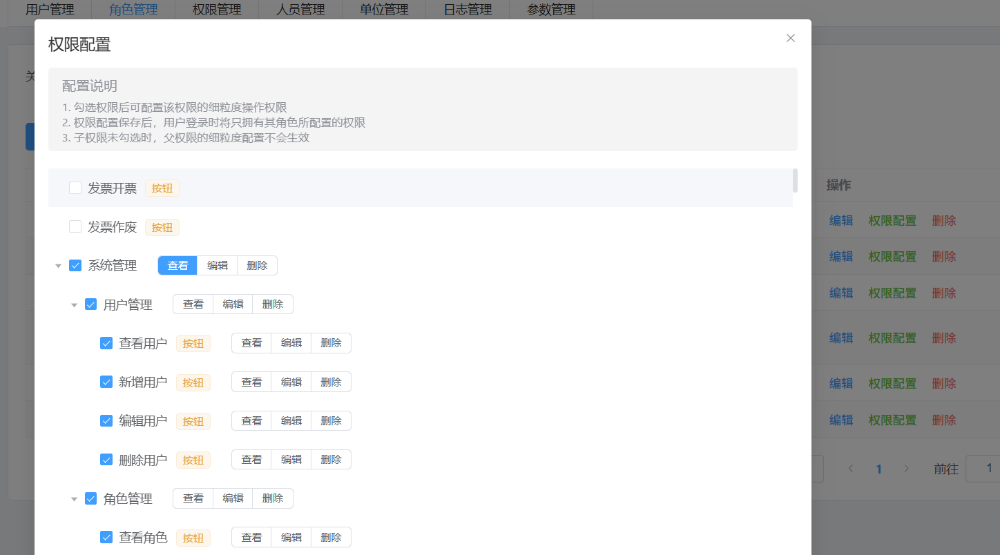 用户管理 角色管理 权限管理 人员管理 单位管理 日志管理 参数管理
权限配置
关
配置说明
1. 勾选权限后可配置该权限的细粒度操作权限
2. 权限配置保存后，用户登录时将只拥有其角色所配置的权限
3. 子权限未勾选时，父权限的细粒度配置不会生效
发票开票 按钮
操作
发票作废 按钮
编辑 权限配置 删除
系统管理 查看 编辑 删除
编辑 权限配置 删除
用户管理 查看 编辑 删除
编辑 权限配置 删除
查看用户 按钮 查看 编辑 删除
编辑 权限配置 删除
新增用户 按钮 查看 编辑 删除
编辑 权限配置 删除
编辑用户 按钮 查看 编辑 删除
编辑 权限配置 删除
删除用户 按钮 查看 编辑 删除
1 前往 1
角色管理 查看 编辑 删除
查看角色 按钮 查看 编辑 删除